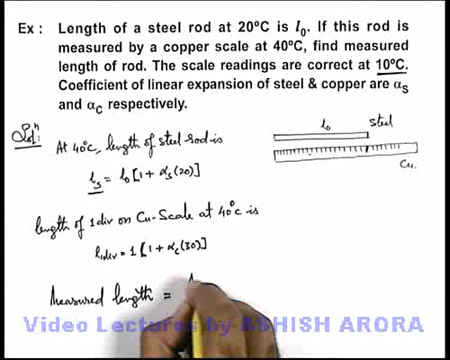 Ex : Length of a steel rod at 20ºC is l₀. If this rod is
measured by a copper scale at 40ºC, find measured
length of rod. The scale readings are correct at 10ºC.
Coefficient of linear expansion of steel & copper are αS
and αC respectively.
Solⁿ:
At 40°C, length of steel rod is
lₛ = l₀ [1 + αₛ(20)]
l₀ steel
Cu.
length of 1 div on Cu-Scale at 40°C is
l₁div = 1 [1 + αc(30)]
Measured length =
Video Lectures by ASHISH ARORA